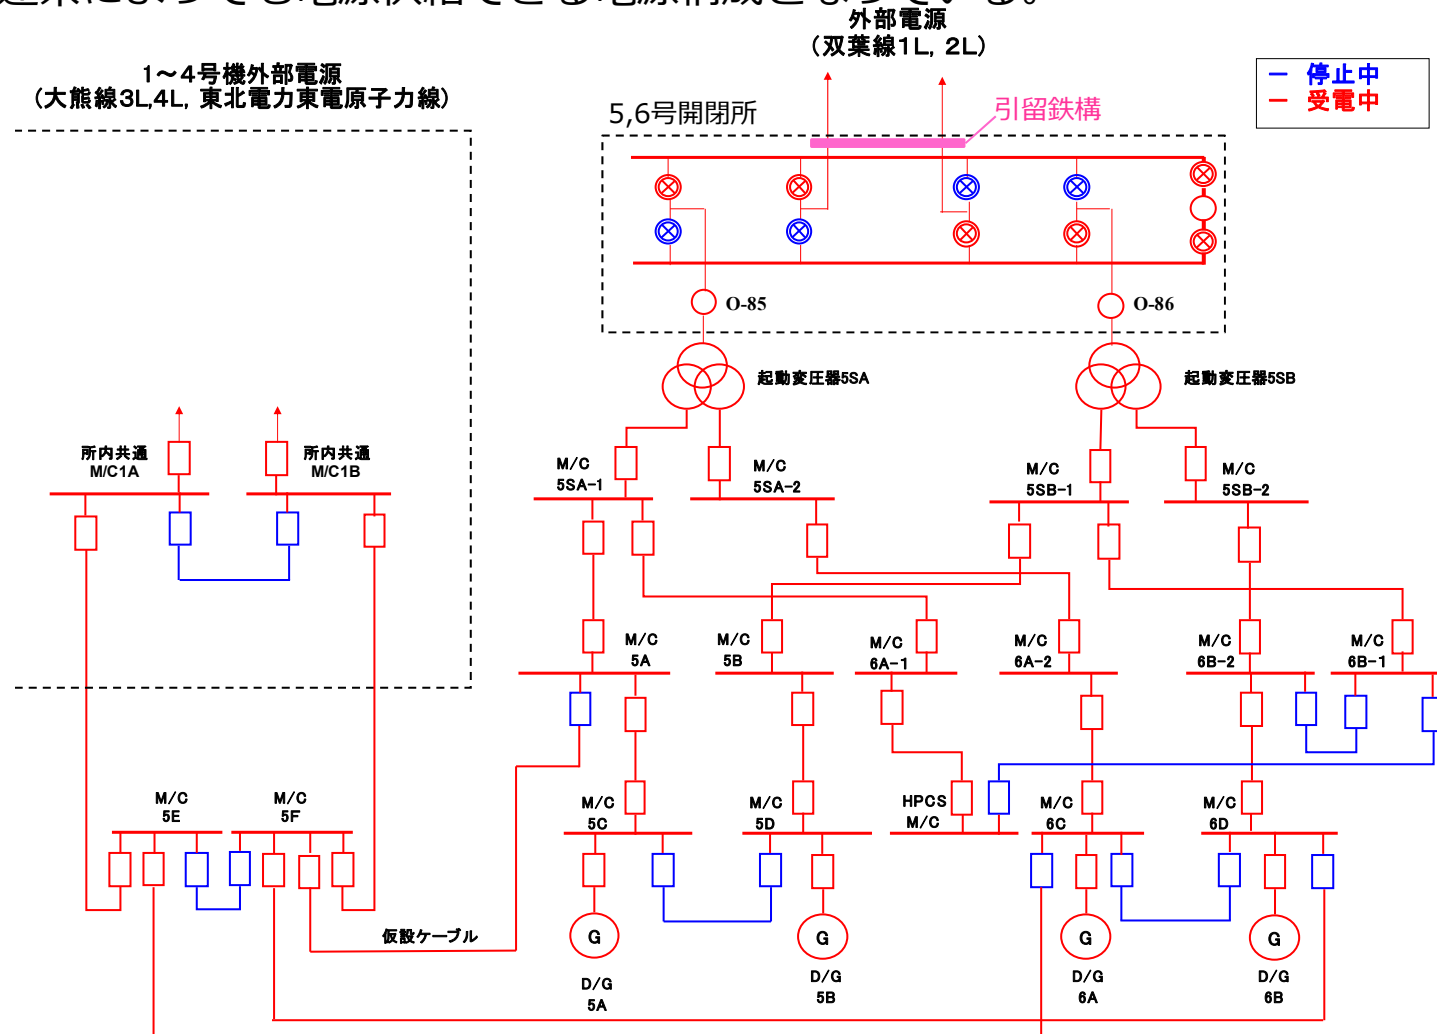 外部電源
(双葉線1L, 2L)
1～4号機外部電源
(大熊線3L,4L, 東北電力東電原子力線)
停止中
受電中
5,6号開閉所
引留鉄構
O-85
O-86
起動変圧器5SA
起動変圧器5SB
所内共通
M/C1A
所内共通
M/C1B
M/C
5SA-1
M/C
5SA-2
M/C
5SB-1
M/C
5SB-2
M/C
5A
M/C
5B
M/C
6A-1
M/C
6A-2
M/C
6B-2
M/C
6B-1
M/C
5E
M/C
5F
M/C
5C
M/C
5D
HPCS
M/C
M/C
6C
M/C
6D
仮設ケーブル
G
G
G
G
D/G
5A
D/G
5B
D/G
6A
D/G
6B